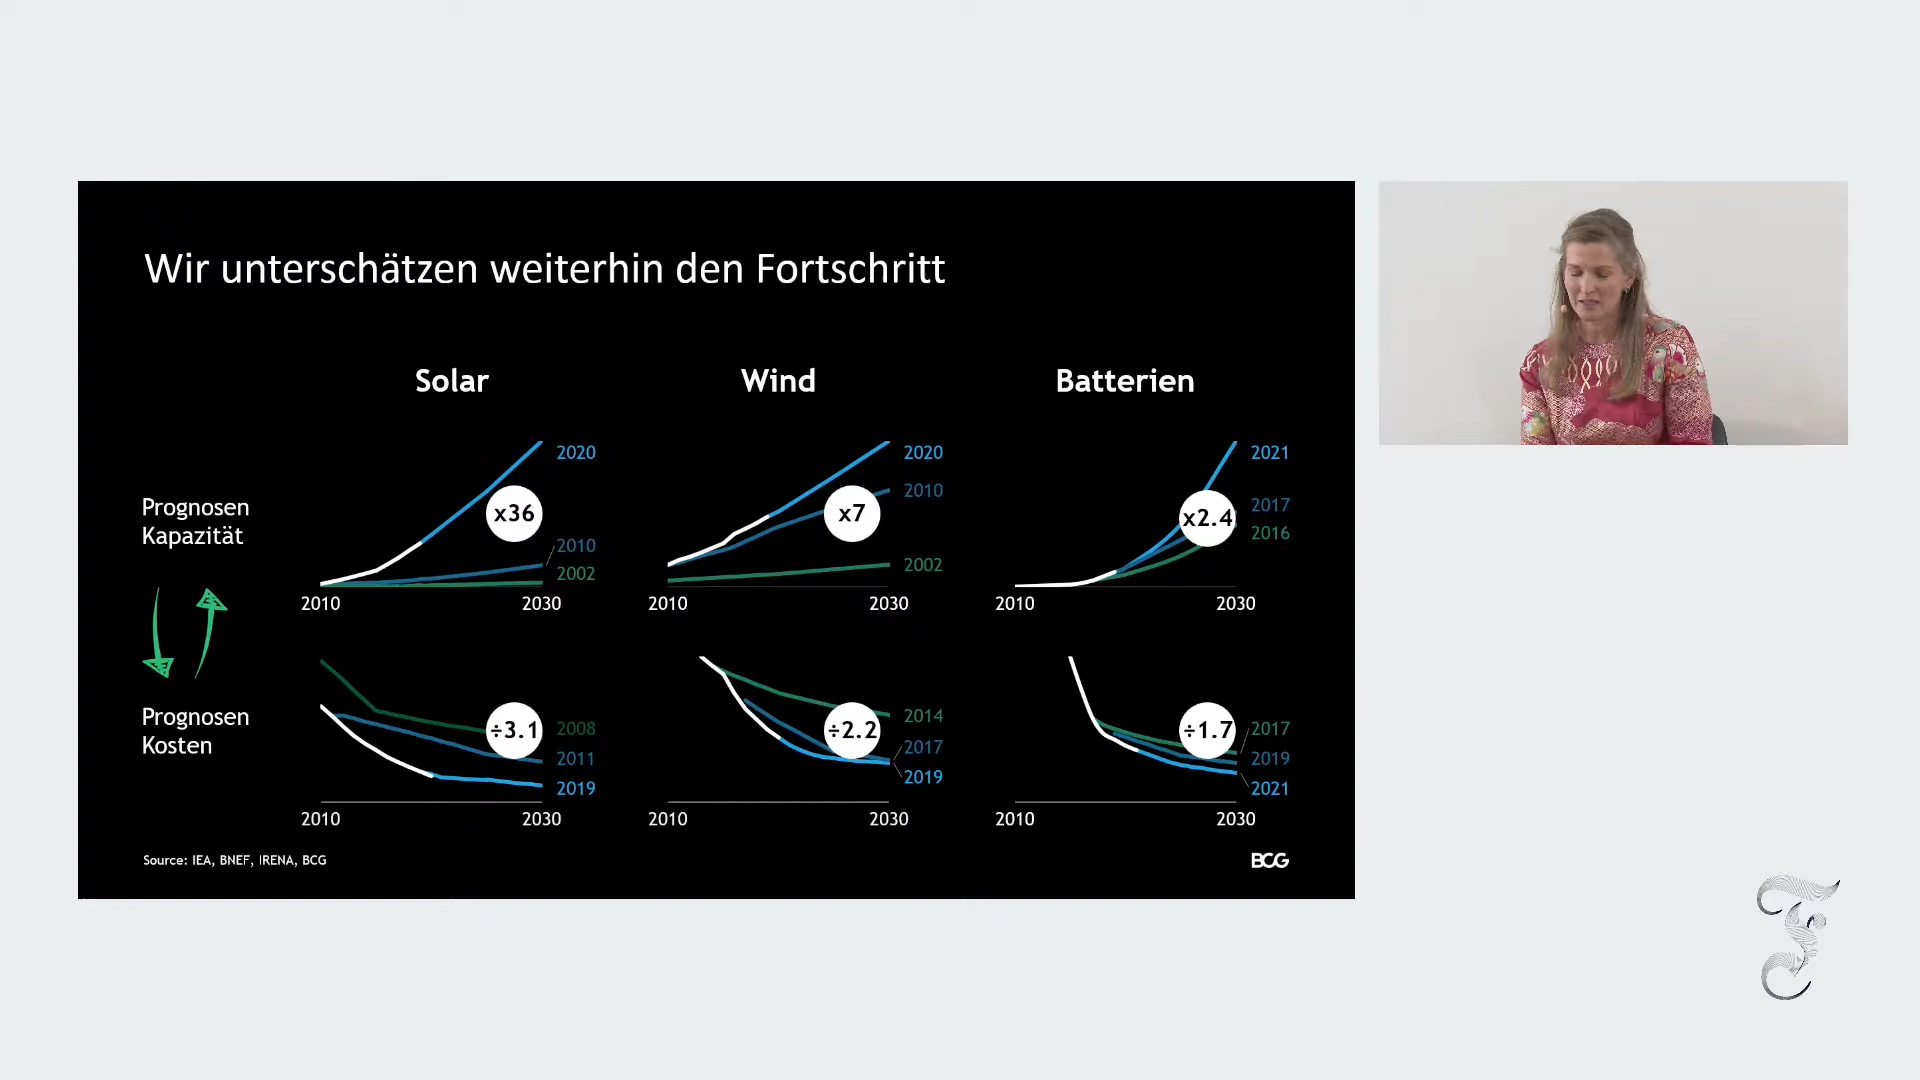 Wir unterschätzen weiterhin den Fortschritt
Solar
Wind
Batterien
Prognosen
Kapazität
2020
x36
2010
2002
2010
2030
2020
2010
x7
2002
2010
2030
2021
2017
x2.4
2016
2010
2030
Prognosen
Kosten
÷3.1
2008
2011
2019
2010
2030
2014
÷2.2
2017
2019
2010
2030
÷1.7
2017
2019
2021
2010
2030
Source: IEA, BNEF, IRENA, BCG
BCG
F